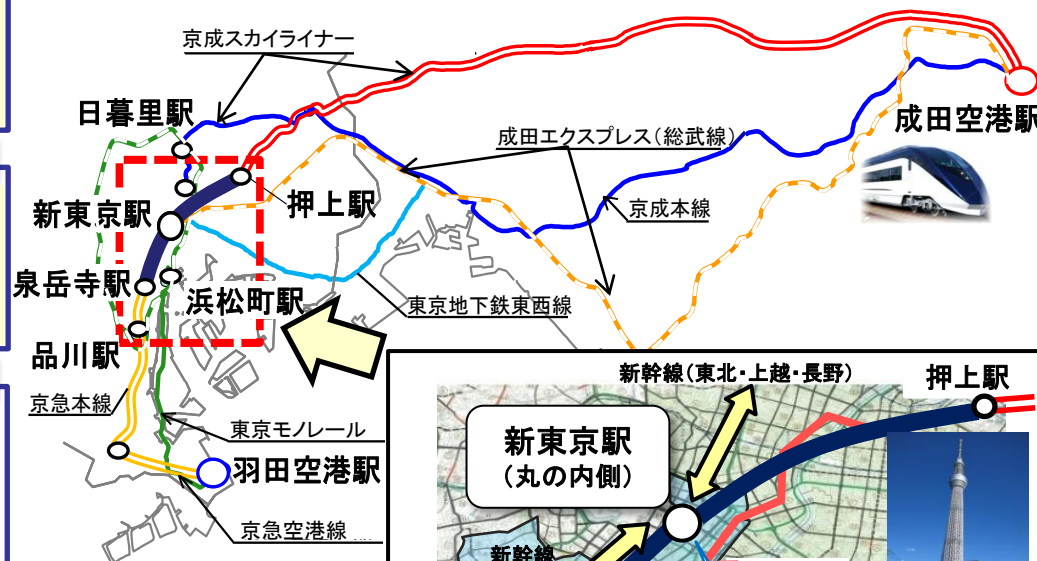 京成スカイライナー
日暮里駅
成田エクスプレス(総武線)
成田空港駅
押上駅
新東京駅
京成本線
泉岳寺駅
浜松町駅
東京地下鉄東西線
品川駅
新幹線(東北・上越・長野)
押上駅
京急本線
東京モノレール
新東京駅
(丸の内側)
羽田空港駅
京急空港線
新幹線